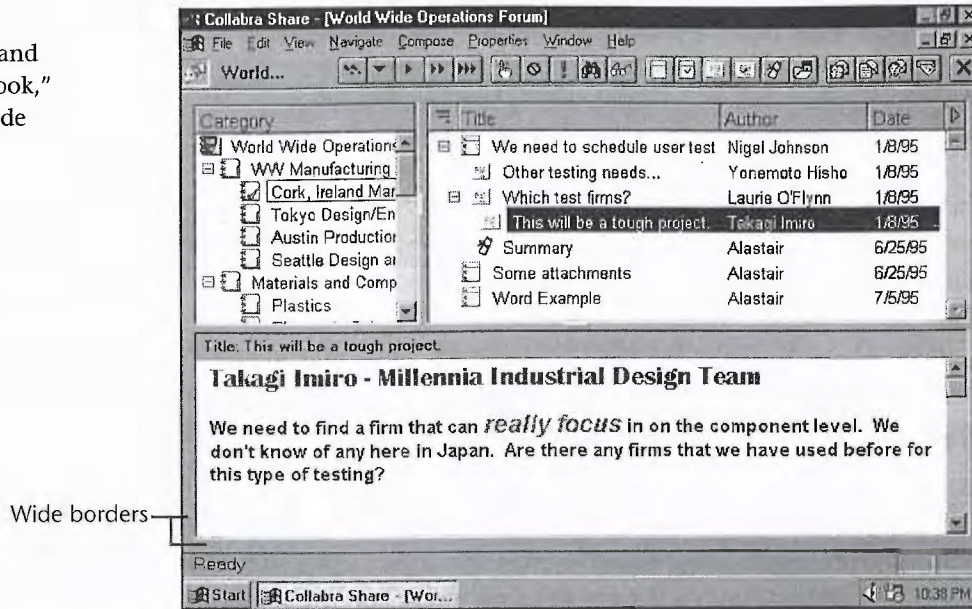 and
ook,"
de
Collabra Share - [World Wide Operations Forum]
File Edit View Navigate Compose Properties Window Help
World...
Category
World Wide Operations
WW Manufacturing
Cork, Ireland Mar
Tokyo Design/En
Austin Production
Seattle Design ar
Materials and Comp
Plastics
Title Author Date
We need to schedule user test Nigel Johnson 1/8/95
Other testing needs... Yonemoto Hisho 1/8/95
Which test firms? Laurie O'Flynn 1/8/95
This will be a tough project. Takagi Imiro 1/8/95
Summary Alastair 6/25/95
Some attachments Alastair 6/25/95
Word Example Alastair 7/5/95
Title: This will be a tough project.
Takagi Imiro - Millennia Industrial Design Team
We need to find a firm that can really focus in on the component level. We
don't know of any here in Japan. Are there any firms that we have used before for
this type of testing?
Wide borders
Ready
Start Collabra Share - [Wor... 10:38 PM